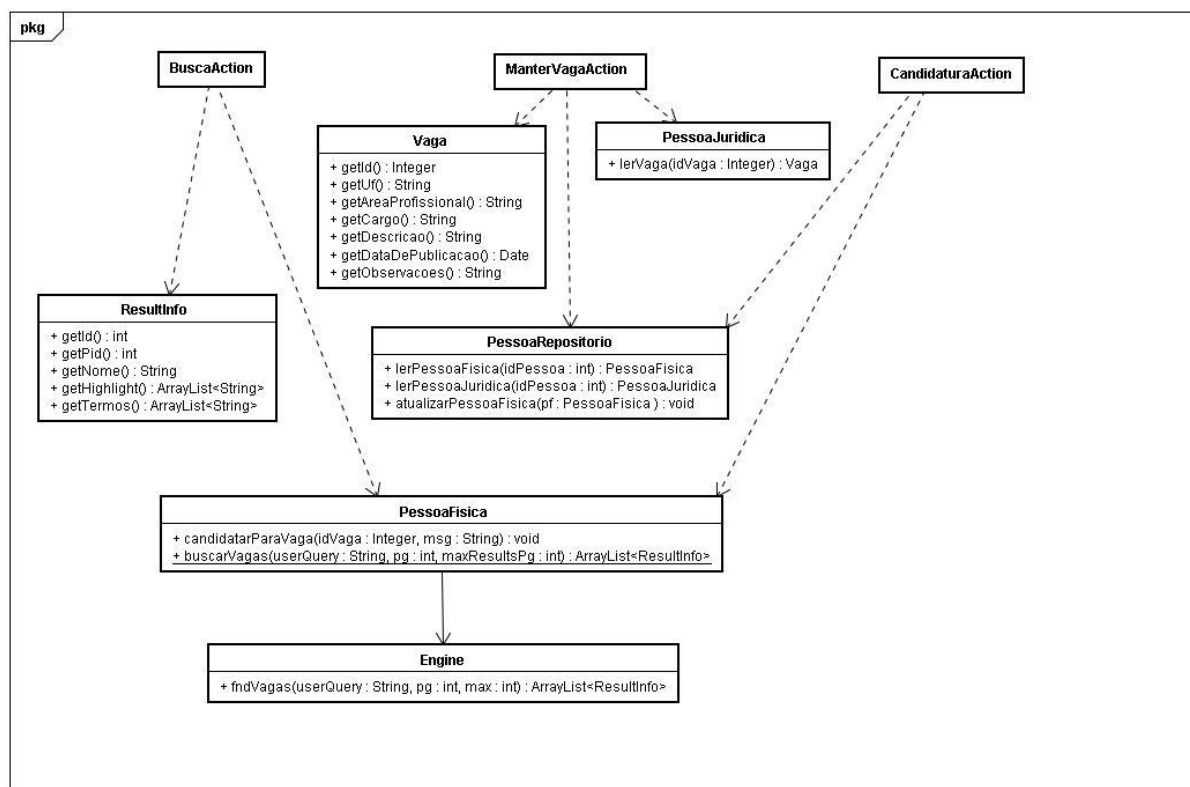 pkg
BuscaAction
ManterVagaAction
CandidaturaAction
Vaga
+ getId() : Integer
+ getUf() : String
+ getAreaProfissional() : String
+ getCargo() : String
+ getDescricao() : String
+ getDataDePublicacao() : Date
+ getObservacoes() : String
PessoaJuridica
+ lerVaga(idVaga : Integer) : Vaga
ResultInfo
+ getId() : int
+ getPid() : int
+ getNome() : String
+ getHighlight() : ArrayList<String>
+ getTermos() : ArrayList<String>
PessoaRepositorio
+ lerPessoaFisica(idPessoa : int) : PessoaFisica
+ lerPessoaJuridica(idPessoa : int) : PessoaJuridica
+ atualizarPessoaFisica(pf : PessoaFisica ) : void
PessoaFisica
+ candidatarParaVaga(idVaga : Integer, msg : String) : void
+ buscarVagas(userQuery : String, pg : int, maxResultsPg : int) : ArrayList<ResultInfo>
Engine
+ fndVagas(userQuery : String, pg : int, max : int) : ArrayList<ResultInfo>